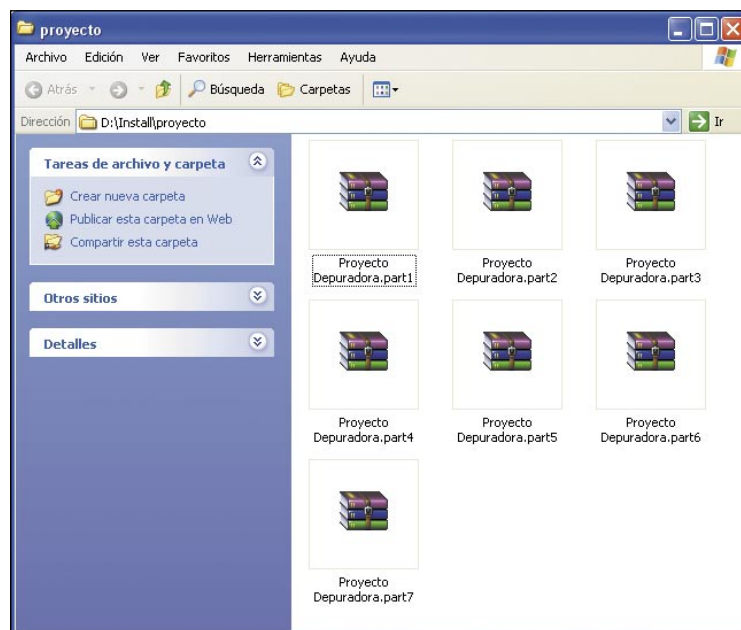 proyecto
Archivo Edición Ver Favoritos Herramientas Ayuda
Atrás Búsqueda Carpetas
Dirección D:\Install\proyecto Ir
Tareas de archivo y carpeta
Crear nueva carpeta
Publicar esta carpeta en Web
Compartir esta carpeta
Otros sitios
Detalles
Proyecto
Depuradora.part1
Proyecto
Depuradora.part2
Proyecto
Depuradora.part3
Proyecto
Depuradora.part4
Proyecto
Depuradora.part5
Proyecto
Depuradora.part6
Proyecto
Depuradora.part7